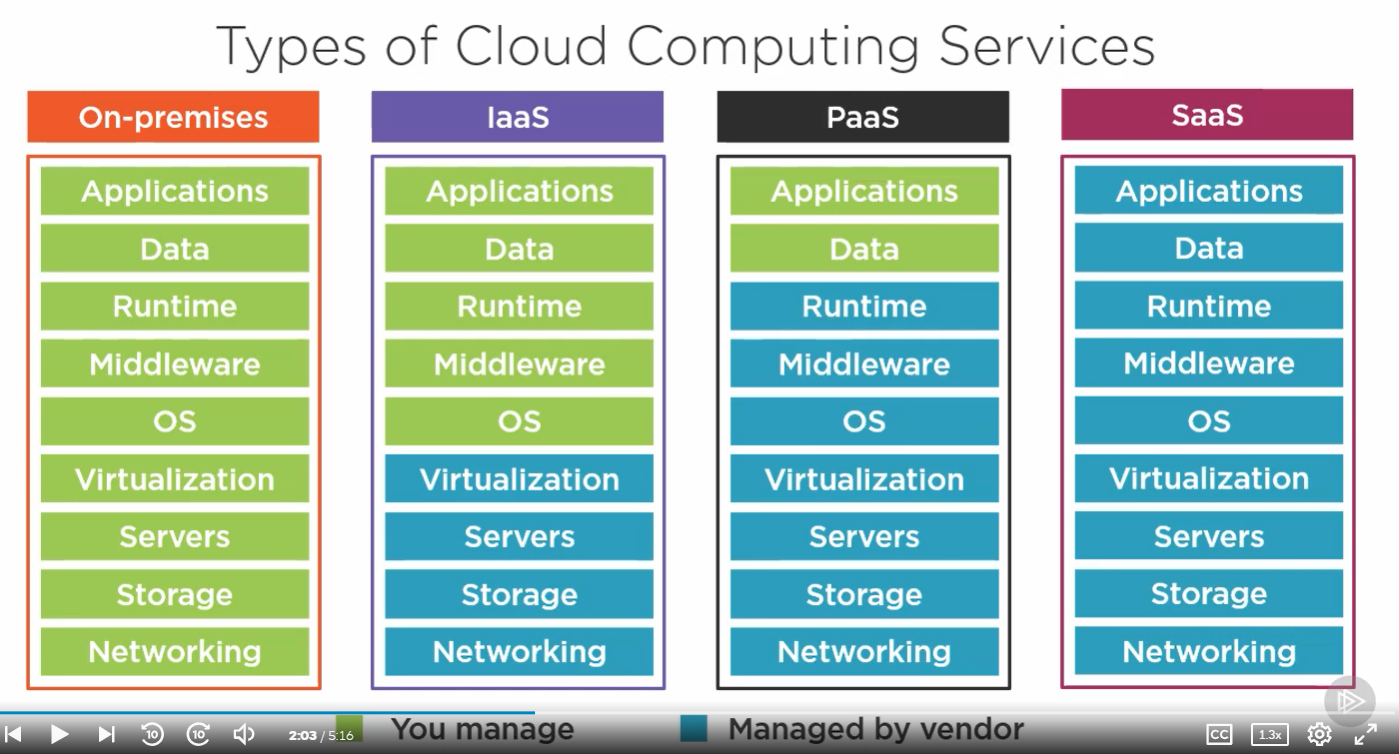 Types of Cloud Computing Services
On-premises
Applications
Data
Runtime
Middleware
OS
Virtualization
Servers
Storage
Networking
IaaS
Applications
Data
Runtime
Middleware
OS
Virtualization
Servers
Storage
Networking
PaaS
Applications
Data
Runtime
Middleware
OS
Virtualization
Servers
Storage
Networking
SaaS
Applications
Data
Runtime
Middleware
OS
Virtualization
Servers
Storage
Networking
You manage
Managed by vendor
10
10
2:03 / 5:16
CC
1.3x